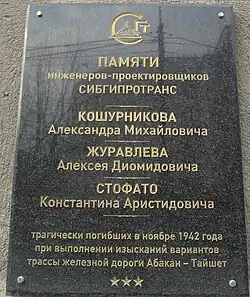 ГТ
ПАМЯТИ
инженеров-проектировщиков
СИБГИПРОТРАНС
КОШУРНИКОВА
Александра Михайловича
ЖУРАВЛЕВА
Алексея Диомидовича
СТОФАТО
Константина Аристидовича
трагически погибших в ноябре 1942 года
при выполнении изысканий вариантов
трассы железной дороги Абакан – Тайшет